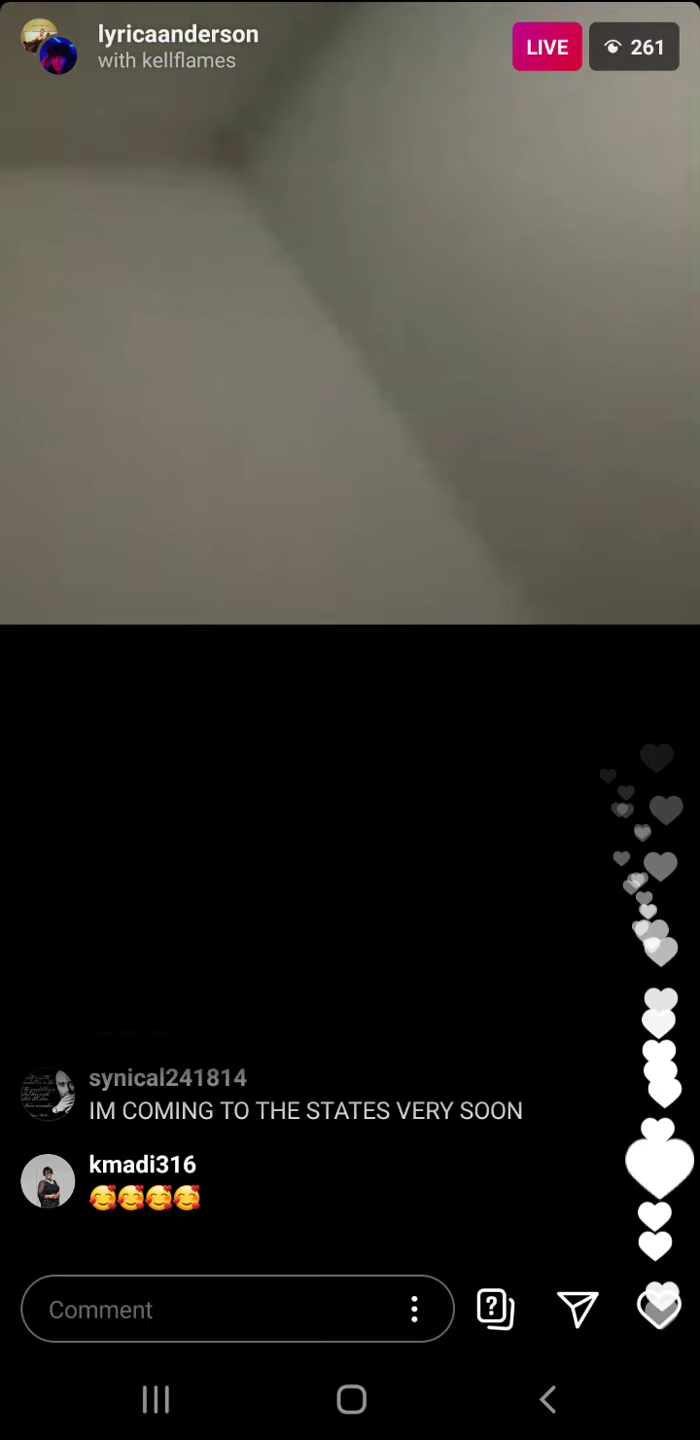 lyricaanderson
with kellflames
LIVE
261
synical241814
IM COMING TO THE STATES VERY SOON
kmadi316
🥰🥰🥰🥰
Comment
?